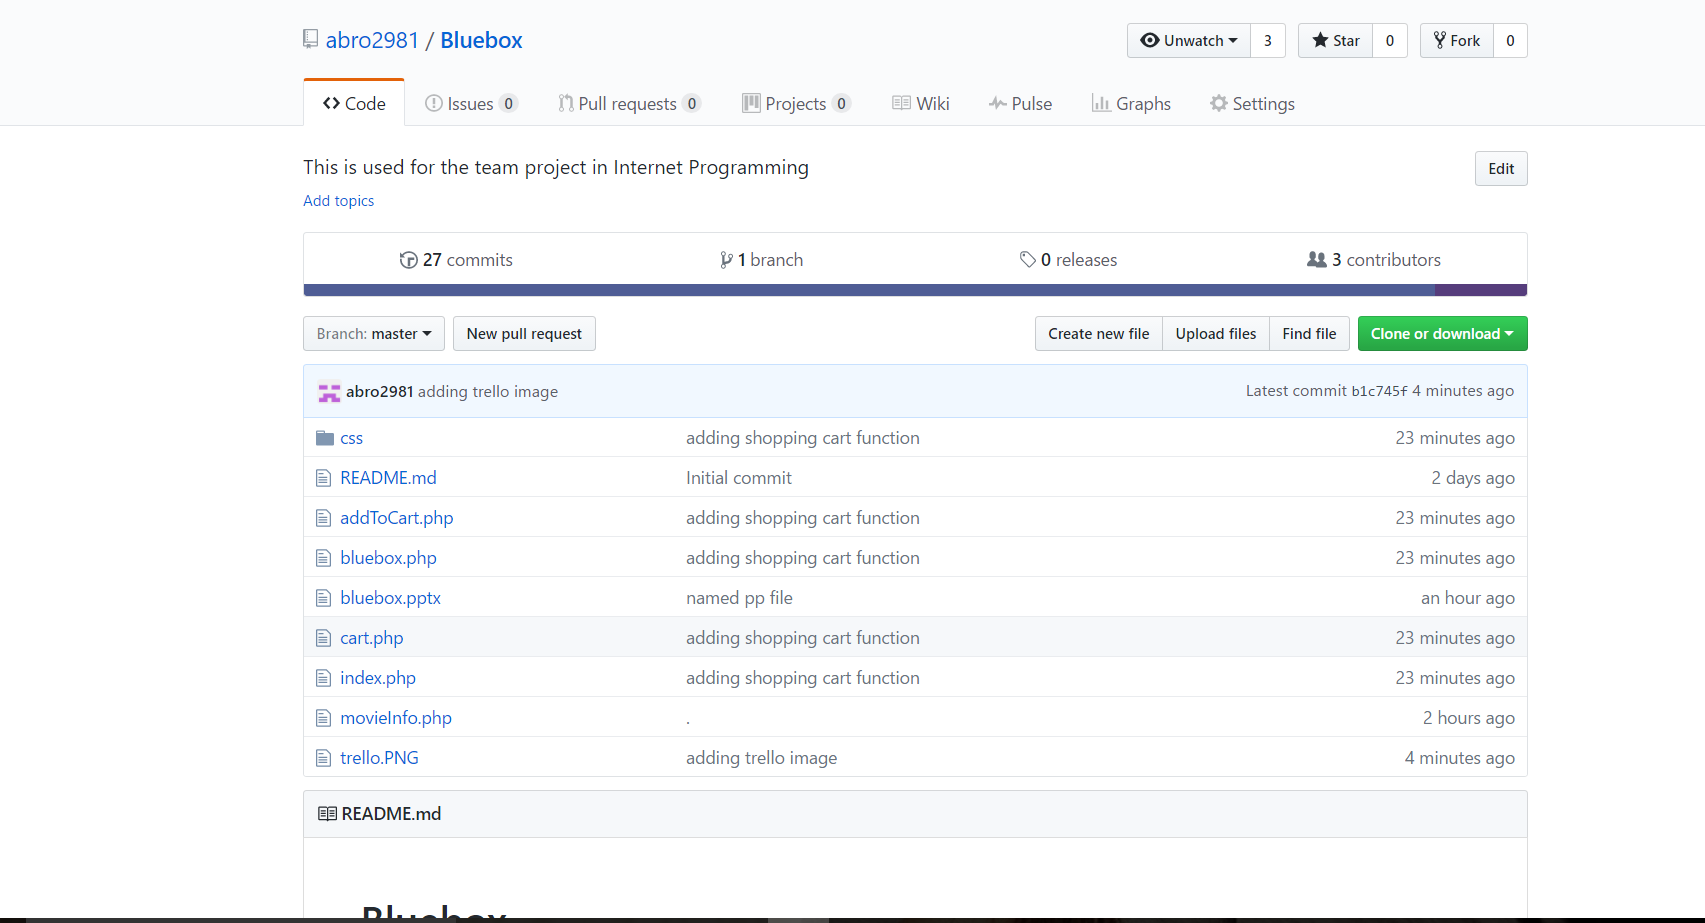 abro2981 / Bluebox
Unwatch 3 Star 0 Fork 0
Code Issues 0 Pull requests 0 Projects 0 Wiki Pulse Graphs Settings
This is used for the team project in Internet Programming
Edit
Add topics
27 commits 1 branch 0 releases 3 contributors
Branch: master New pull request Create new file Upload files Find file Clone or download
abro2981 adding trello image Latest commit b1c745f 4 minutes ago
css adding shopping cart function 23 minutes ago
README.md Initial commit 2 days ago
addToCart.php adding shopping cart function 23 minutes ago
bluebox.php adding shopping cart function 23 minutes ago
bluebox.pptx named pp file an hour ago
cart.php adding shopping cart function 23 minutes ago
index.php adding shopping cart function 23 minutes ago
movieInfo.php . 2 hours ago
trello.PNG adding trello image 4 minutes ago
README.md
Bluebox